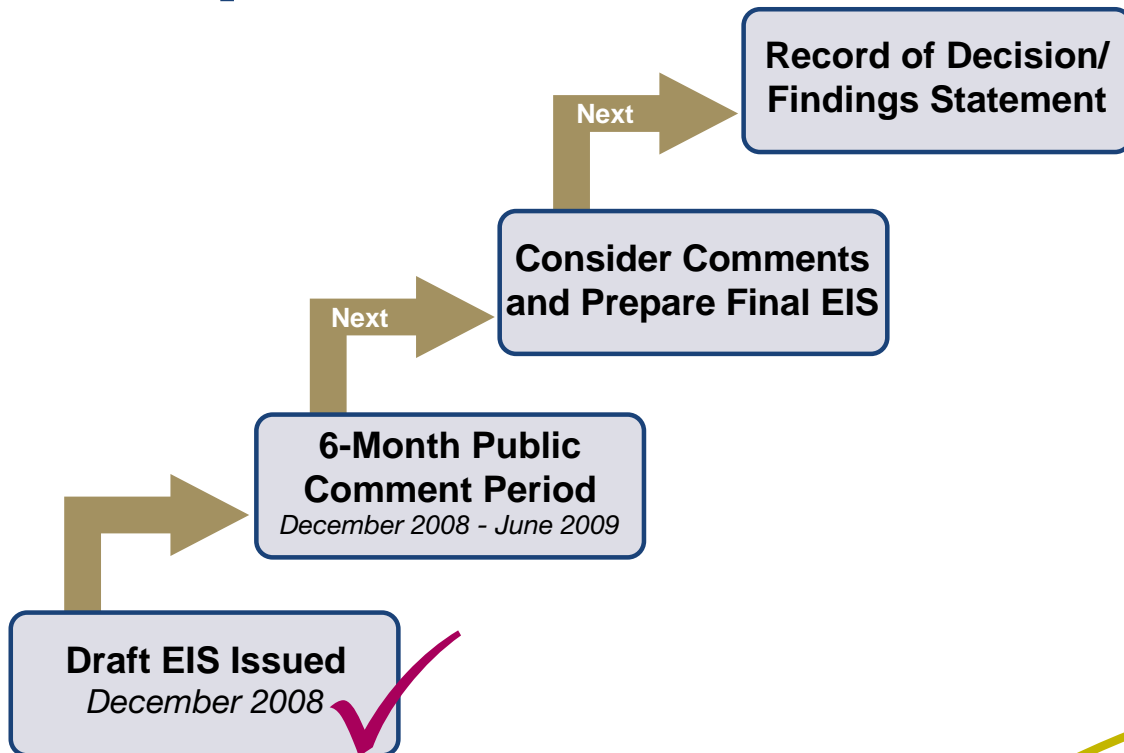 Record of Decision/
Findings Statement
Next
Consider Comments
and Prepare Final EIS
Next
6-Month Public
Comment Period
December 2008 - June 2009
Draft EIS Issued
December 2008